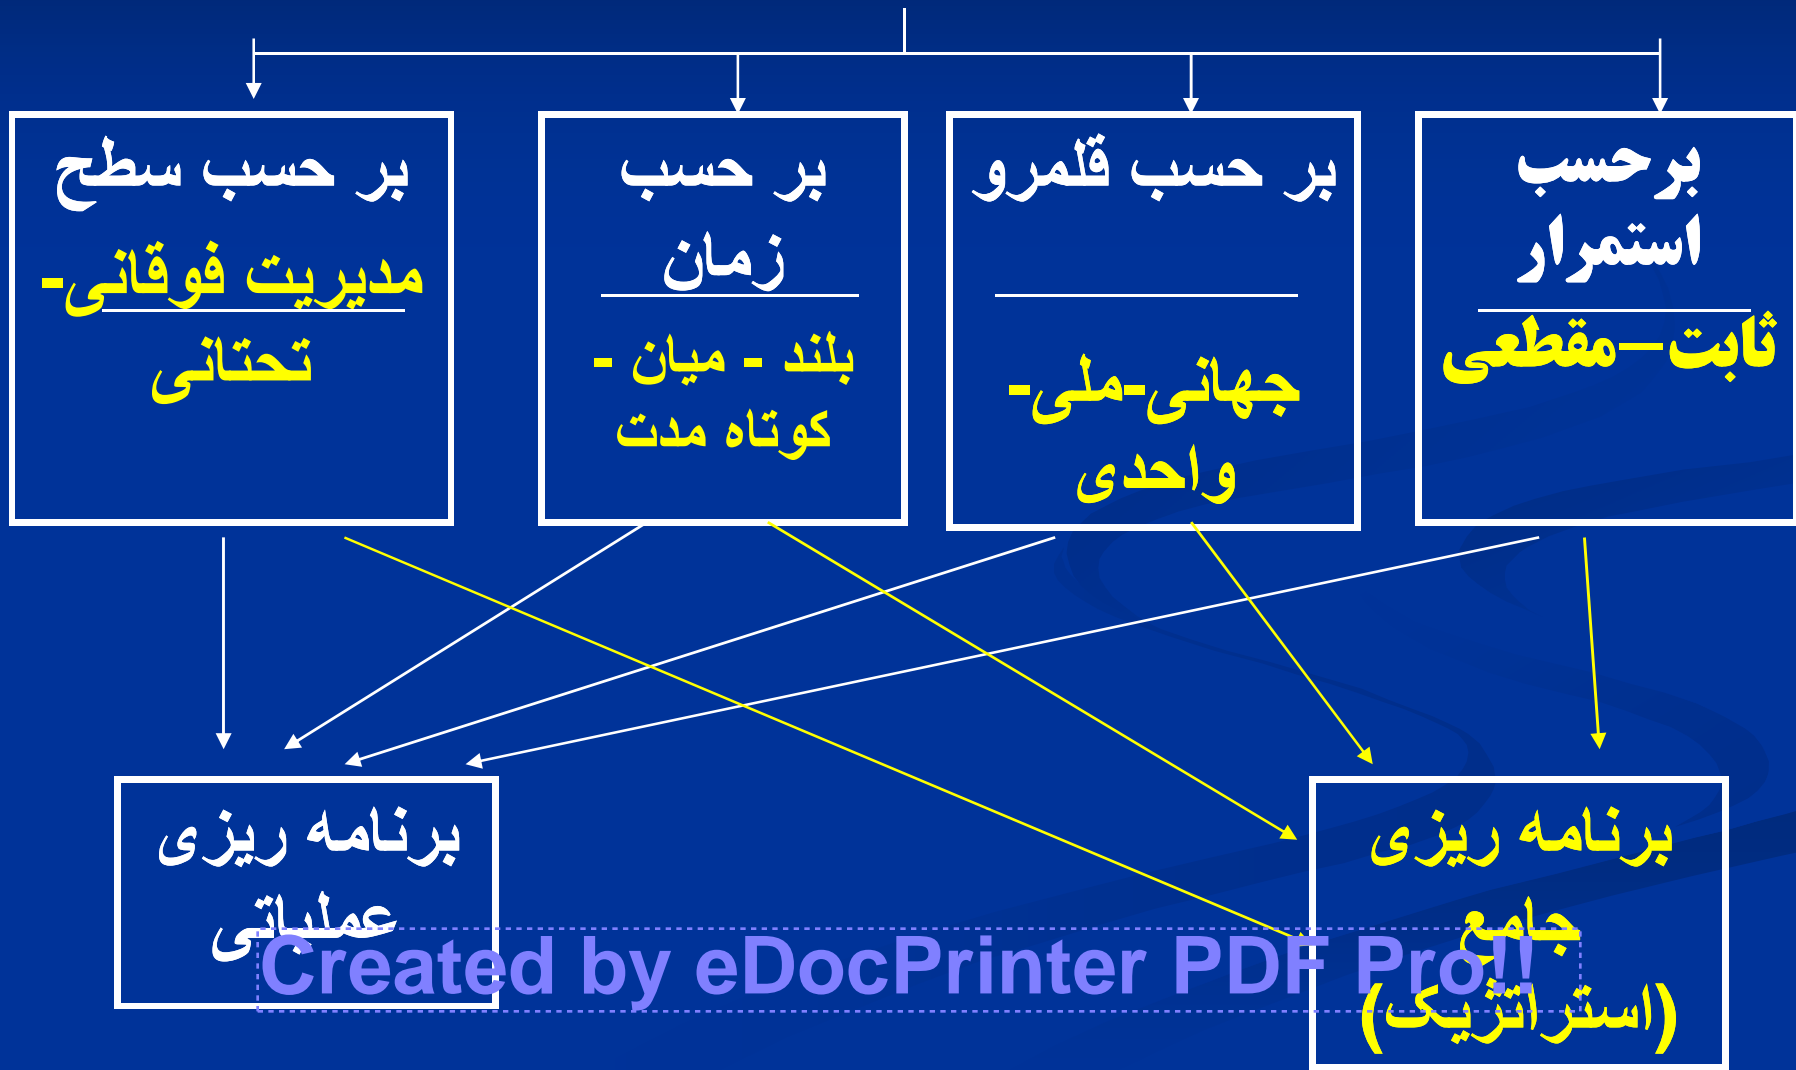 برحسب
استمرار
ثابت–مقطعی
بر حسب قلمرو
جهانی-ملی-
واحدی
بر حسب
زمان
بلند - میان -
کوتاه مدت
بر حسب سطح
مدیریت فوقانی-
تحتانی
برنامه ریزی
جامع
(استراتژیک)
برنامه ریزی
عملیاتی
Created by eDocPrinter PDF Pro!!